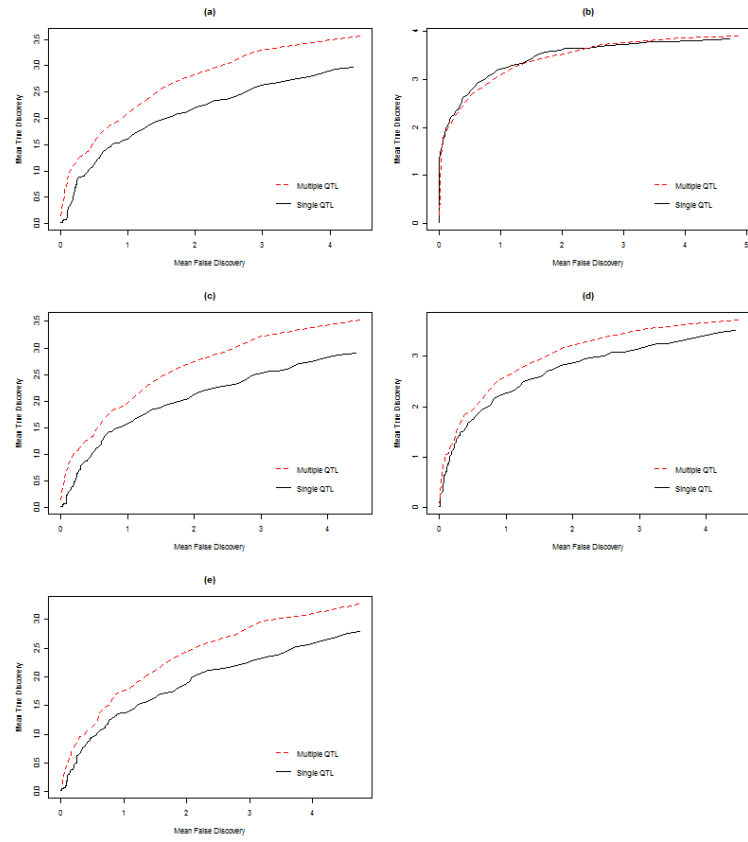 (a)
Mean True Discovery
0.0 0.5 1.0 1.5 2.0 2.5 3.0 3.5
Multiple QTL
Single QTL
0 1 2 3 4
Mean False Discovery
(b)
Mean True Discovery
0 1 2 3 4
Multiple QTL
Single QTL
0 1 2 3 4 5
Mean False Discovery
(c)
Mean True Discovery
0.0 0.5 1.0 1.5 2.0 2.5 3.0 3.5
Multiple QTL
Single QTL
0 1 2 3 4
Mean False Discovery
(d)
Mean True Discovery
0 1 2 3
Multiple QTL
Single QTL
0 1 2 3 4
Mean False Discovery
(e)
Mean True Discovery
0.0 0.5 1.0 1.5 2.0 2.5 3.0
Multiple QTL
Single QTL
0 1 2 3 4
Mean False Discovery